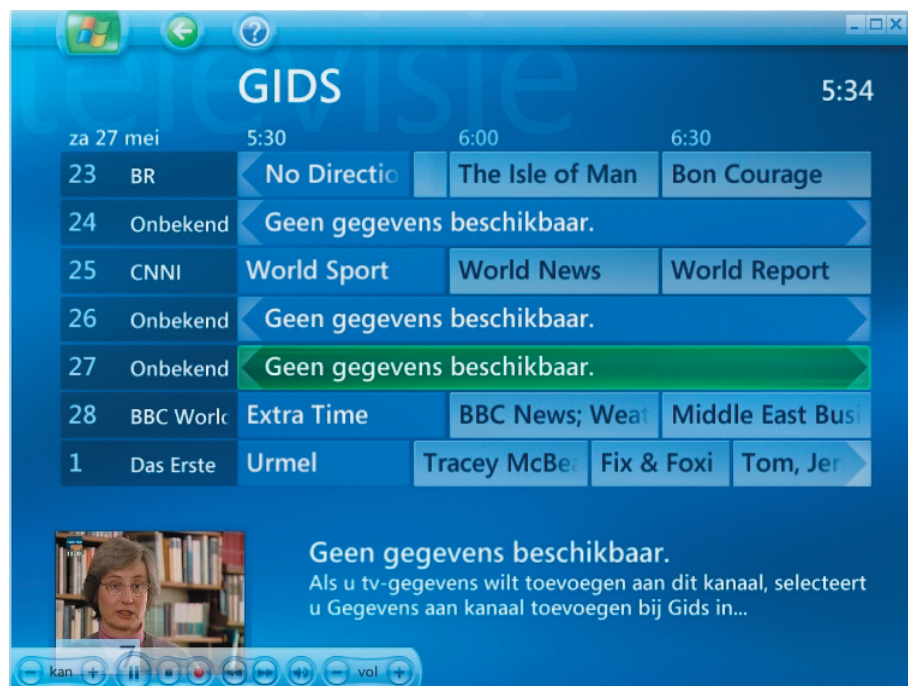 televisie
GIDS 5:34
za 27 mei 5:30 6:00 6:30
23 BR No Directio The Isle of Man Bon Courage
24 Onbekend Geen gegevens beschikbaar.
25 CNNI World Sport World News World Report
26 Onbekend Geen gegevens beschikbaar.
27 Onbekend Geen gegevens beschikbaar.
28 BBC World Extra Time BBC News; Weat Middle East Busi
1 Das Erste Urmel Tracey McBea Fix & Foxi Tom, Jer
Geen gegevens beschikbaar.
Als u tv-gegevens wilt toevoegen aan dit kanaal, selecteert
u Gegevens aan kanaal toevoegen bij Gids in...
kan vol